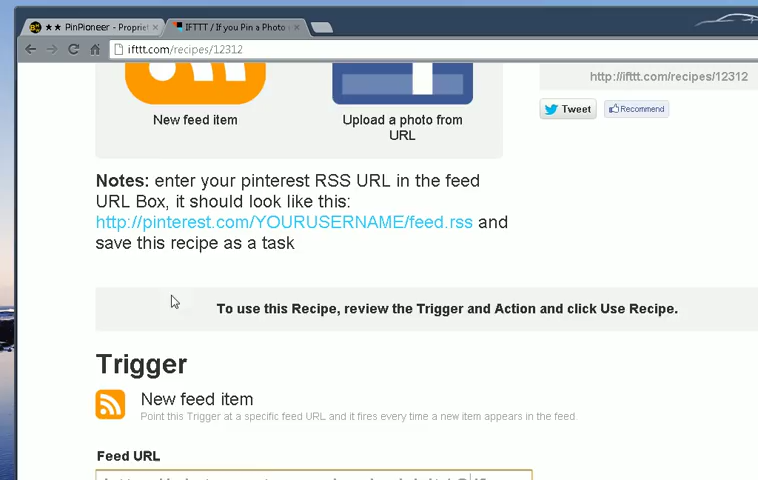 ★★ PinPioneer - Propriet
IFTTT / If you Pin a Photo
ifttt.com/recipes/12312
http://ifttt.com/recipes/12312
Tweet
Recommend
New feed item
Upload a photo from
URL
Notes: enter your pinterest RSS URL in the feed
URL Box, it should look like this:
http://pinterest.com/YOURUSERNAME/feed.rss and
save this recipe as a task
To use this Recipe, review the Trigger and Action and click Use Recipe.
Trigger
New feed item
Point this Trigger at a specific feed URL and it fires every time a new item appears in the feed.
Feed URL